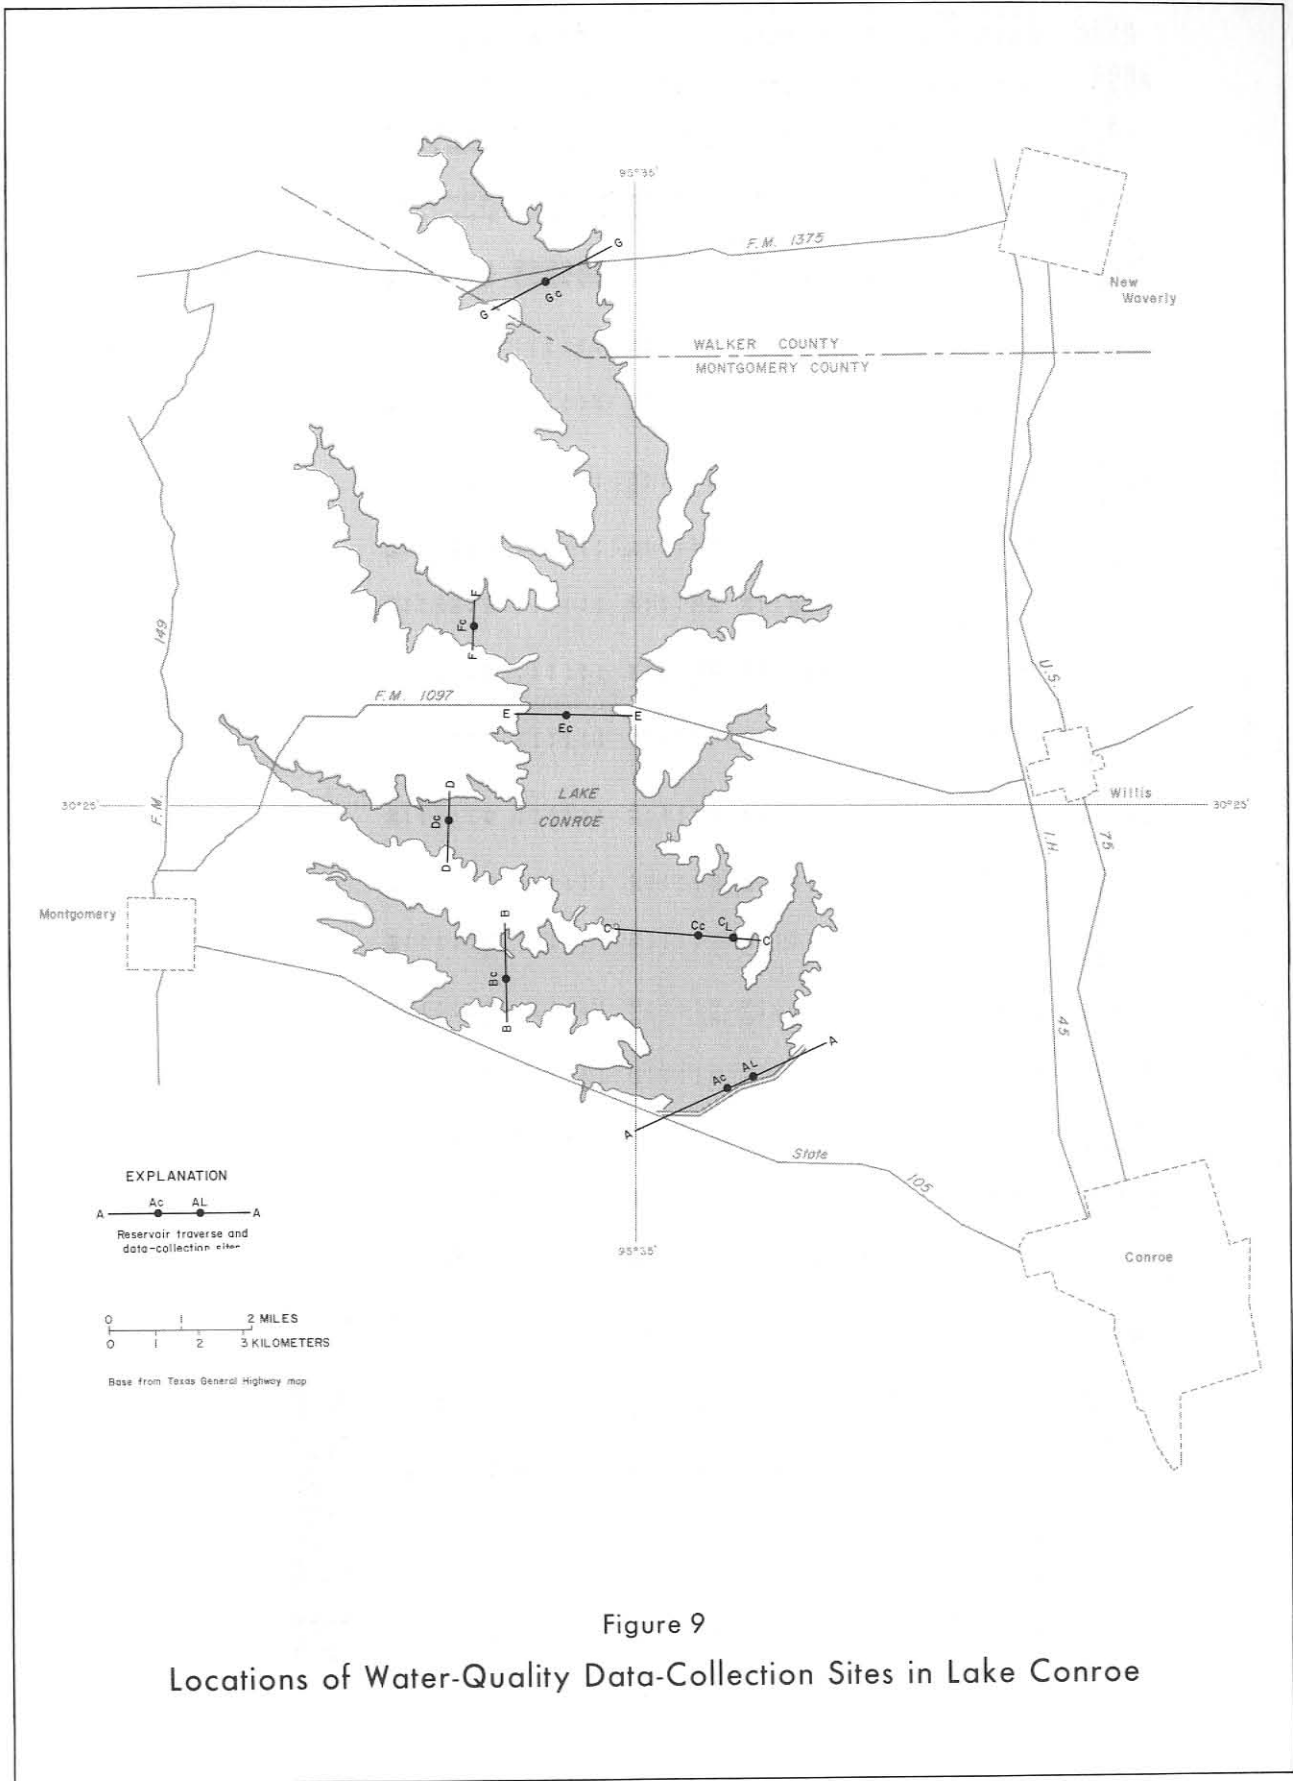 95°35'
G
F.M. 1375
Gc
G
New
Waverly
WALKER COUNTY
MONTGOMERY COUNTY
149
F
Fc
F
U.S.
F.M. 1097
E
Ec
E
D
LAKE
Willis
30°25'
F.M.
Dc
CONROE
30°25'
I.H.
75
D
Montgomery
B
C
Cc
CL
C
Bc
B
45
A
Ac
AL
A
State
105
EXPLANATION
A
Ac
AL
A
Reservoir traverse and
data-collection sites
95°35'
Conroe
0 1 2 MILES
0 1 2 3 KILOMETERS
Base from Texas General Highway map
Figure 9
Locations of Water-Quality Data-Collection Sites in Lake Conroe